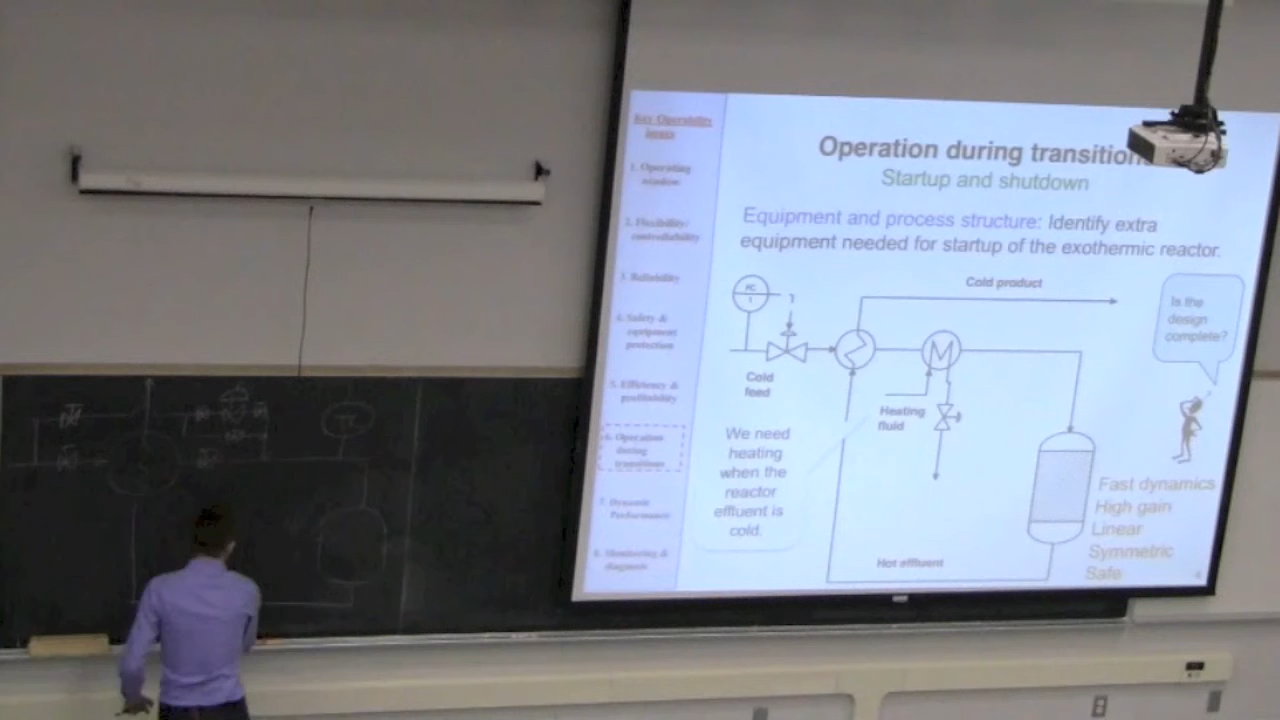 Key Operability
issues
1. Operating
window
2. Flexibility/
controllability
3. Reliability
4. Safety &
equipment
protection
5. Efficiency &
profitability
6. Operation
during
transitions
7. Dynamic
Performance
8. Monitoring &
diagnosis
Operation during transition
Startup and shutdown
Equipment and process structure: Identify extra
equipment needed for startup of the exothermic reactor.
Cold product
Is the
design
complete?
FC
1
Cold
feed
Heating
fluid
We need
heating
when the
reactor
effluent is
cold.
Fast dynamics
High gain
Linear
Symmetric
Safe
Hot effluent